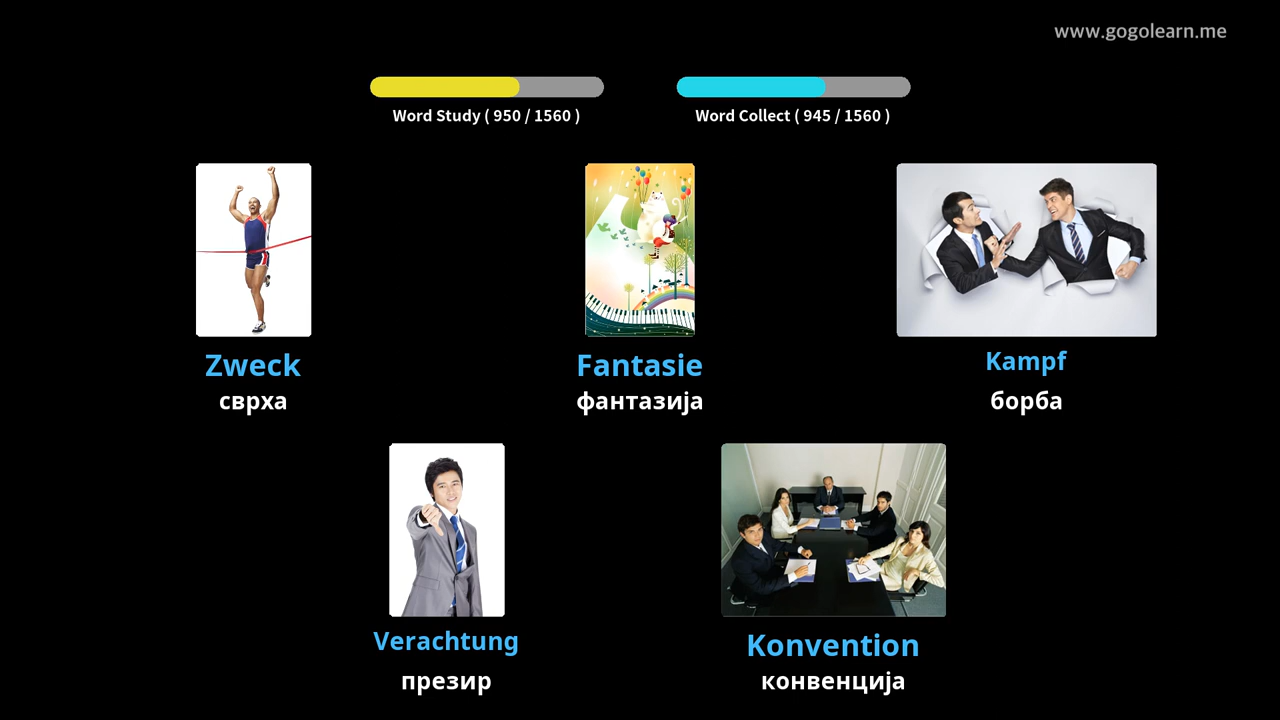 www.gogolearn.me
Word Study ( 950 / 1560 )
Word Collect ( 945 / 1560 )
Zweck
сврха
Fantasie
фантазија
Kampf
борба
Verachtung
презир
Konvention
конвенција